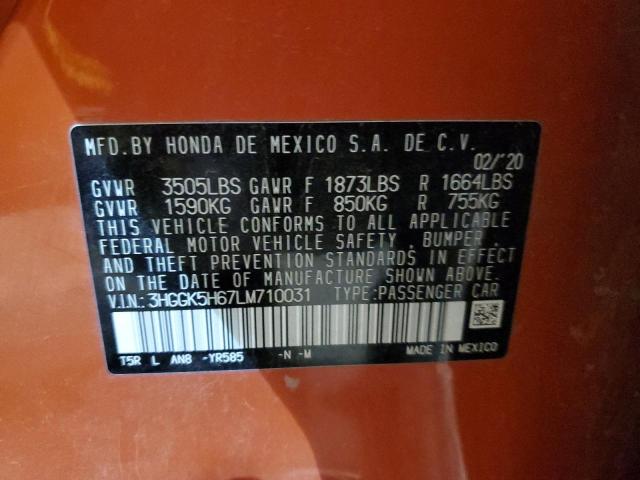 MFD.BY HONDA DE MEXICO S.A. DE C.V.
02/'20
GVWR 3505LBS GAWR F 1873LBS R 1664LBS
GVWR 1590KG GAWR F 850KG R 755KG
THIS VEHICLE CONFORMS TO ALL APPLICABLE
FEDERAL MOTOR VEHICLE SAFETY , BUMPER ,
AND THEFT PREVENTION STANDARDS IN EFFECT
ON THE DATE OF MANUFACTURE SHOWN ABOVE.
V.I.N.:3HGGK5H67LM710031 TYPE:PASSENGER CAR
T5R L AN8 -YR585 -N -M MADE IN MEXICO